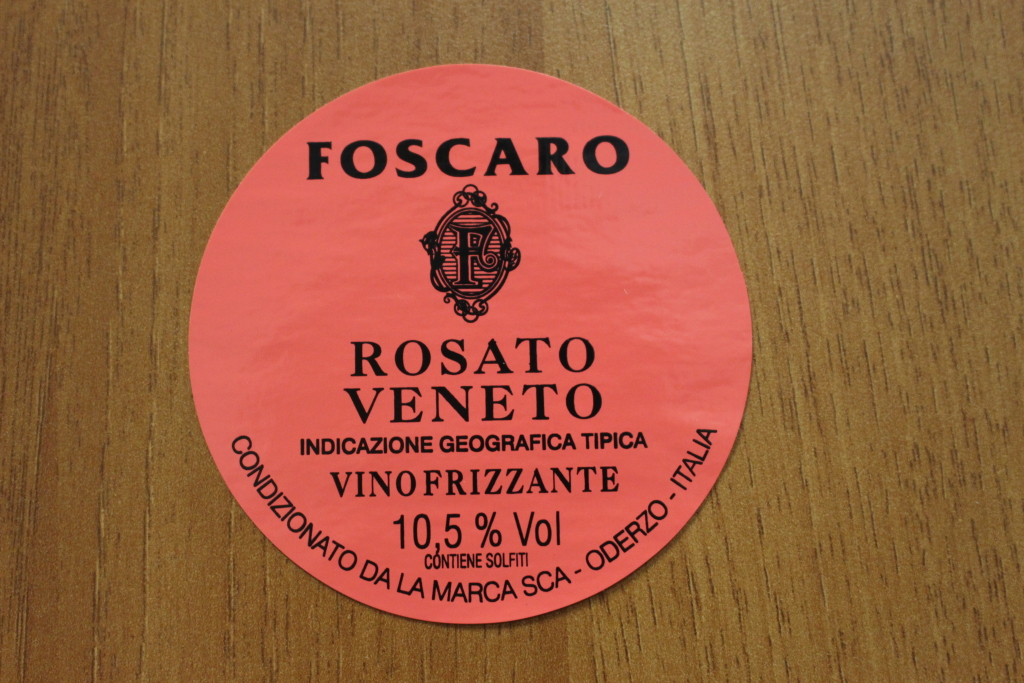 FOSCARO
F
ROSATO
VENETO
INDICAZIONE GEOGRAFICA TIPICA
VINO FRIZZANTE
10,5 % Vol
CONTIENE SOLFITI
CONDIZIONATO DA LA MARCA SCA - ODERZO - ITALIA